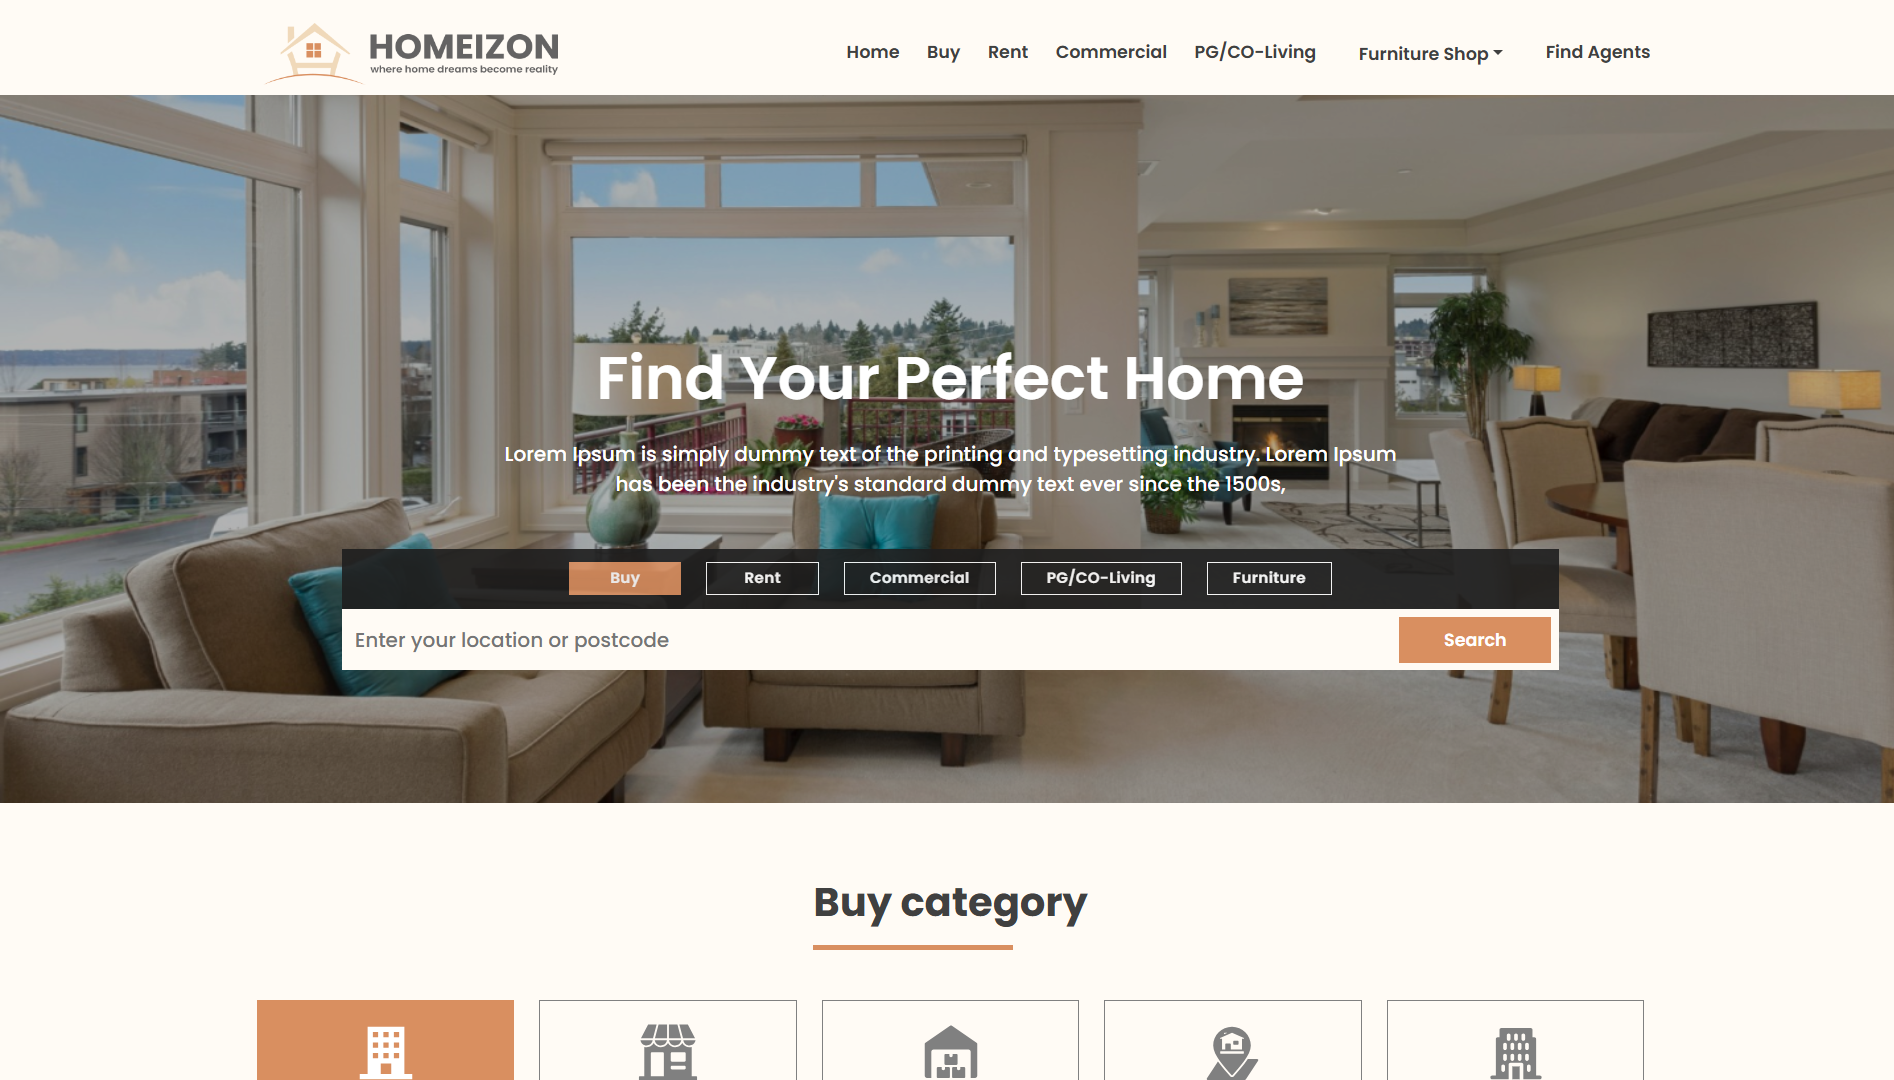 HOMEIZON
where home dreams become reality
Home Buy Rent Commercial PG/CO-Living Furniture Shop Find Agents
Find Your Perfect Home
Lorem Ipsum is simply dummy text of the printing and typesetting industry. Lorem Ipsum
has been the industry's standard dummy text ever since the 1500s,
Buy Rent Commercial PG/CO-Living Furniture
Enter your location or postcode Search
Buy category